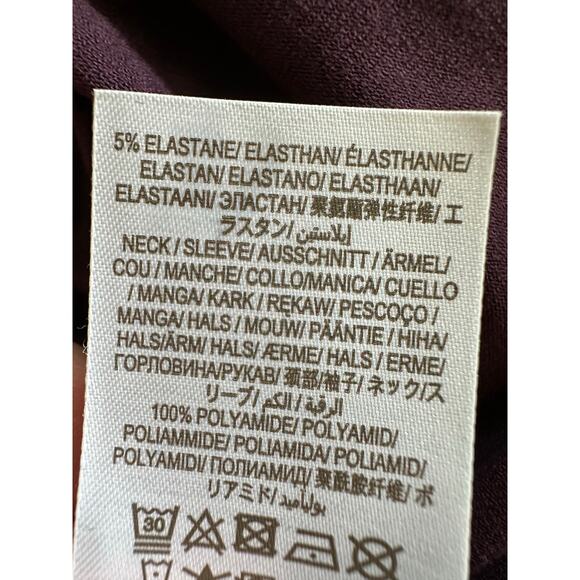 5% ELASTANE/ ELASTHAN/ ÉLASTHANNE/
ELASTAN/ ELASTANO/ ELASTHAAN/
ELASTAANI/ ЭЛАСТАН/ 聚氨酯弹性纤维/ エ
ラスタン/ إيلاستين/
NECK / SLEEVE/ AUSSCHNITT / ÄRMEL/
COU / MANCHE/ COLLO/MANICA/ CUELLO
/ MANGA/ KARK / RĘKAW/ PESCOÇO /
MANGA/ HALS / MOUW/ PÄÄNTIE / HIHA/
HALS/ÄRM/ HALS/ ÆRME/ HALS / ERME/
ГОРЛОВИНА/РУКАВ/ 颈部/袖子/ ネック/ス
リーブ/ الرقبة / الكم/
100% POLYAMIDE/ POLYAMID/
POLIAMMIDE/ POLIAMIDA/ POLIAMID/
POLYAMIDI/ ПОЛИАМИД/ 聚酰胺纤维/ ポ
リアミド/ بولياميد/
30